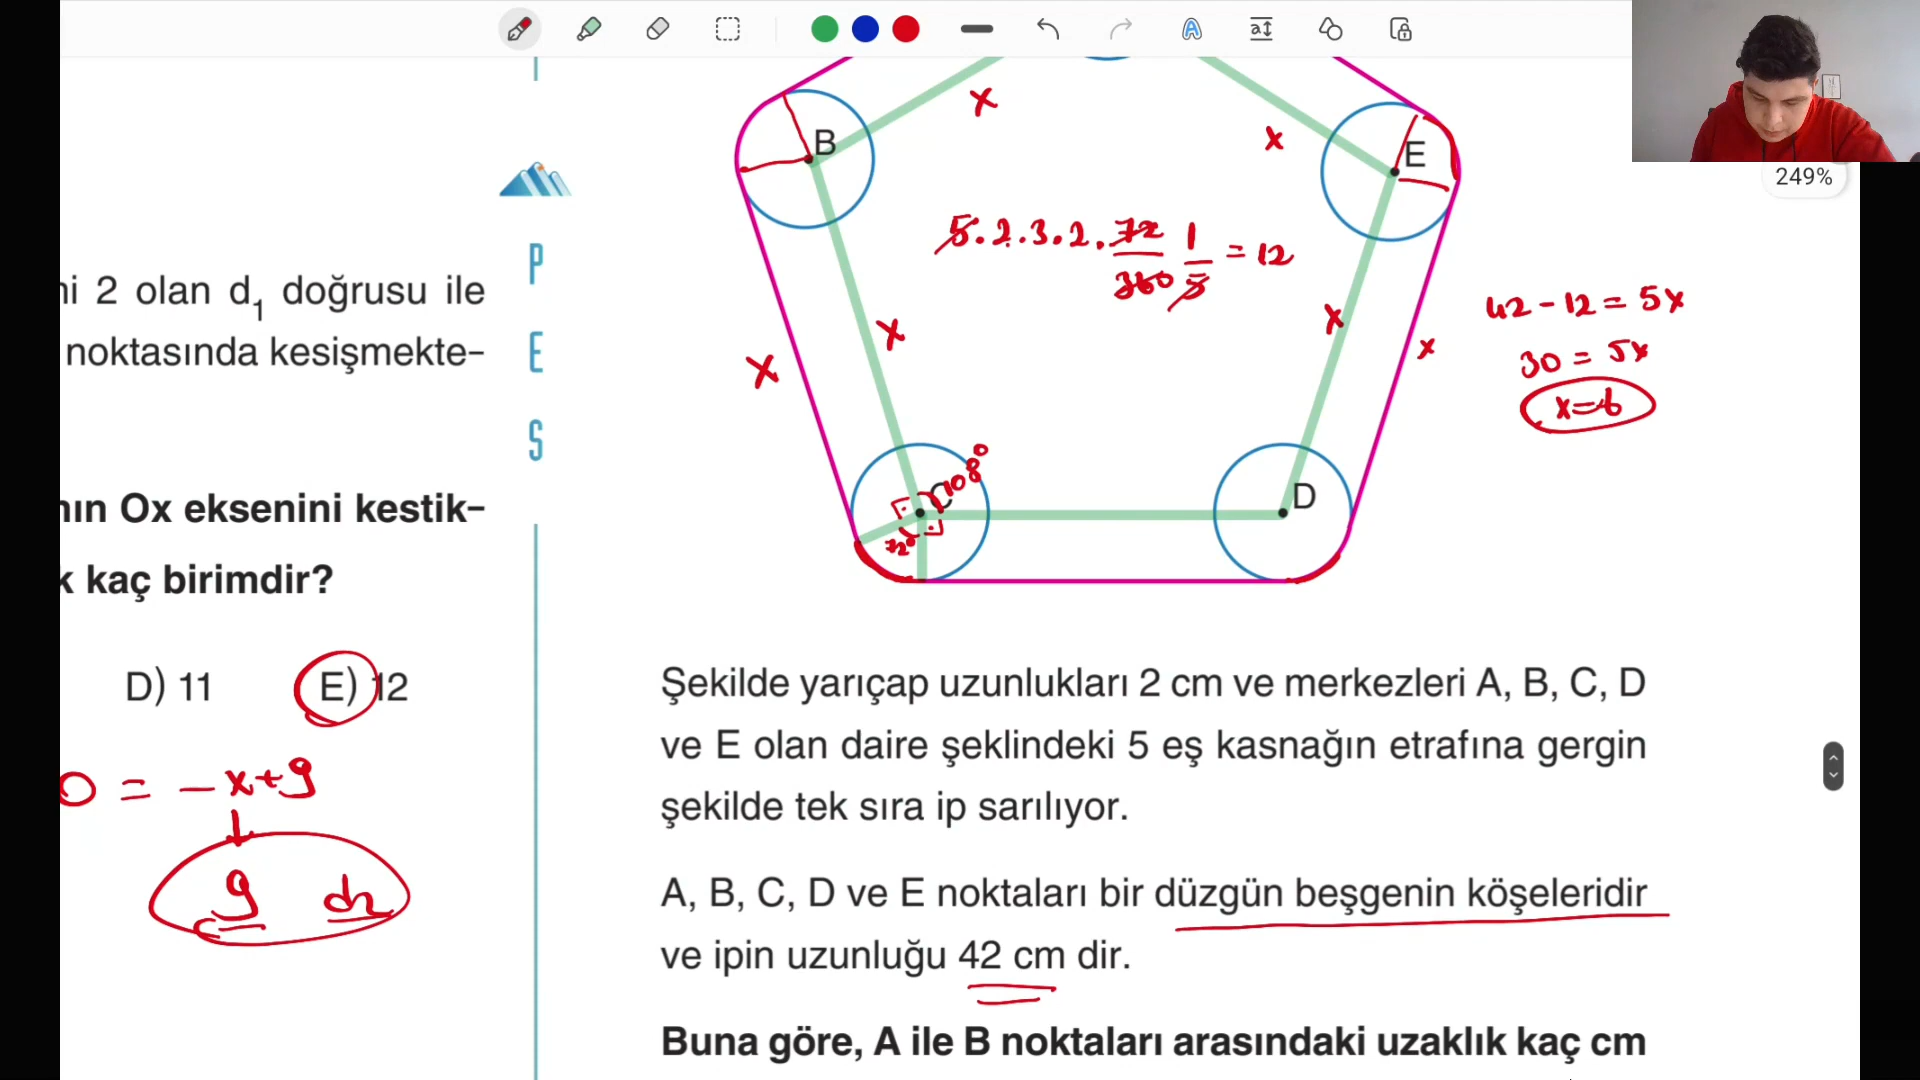 249%
ni 2 olan d1 doğrusu ile
noktasında kesişmekte-
nın Ox eksenini kestik-
k kaç birimdir?
D) 11 E) 12
0 = -x+9
9 d2
P
E
S
B
E
C
D
x
x
x
x
x
x
5.2.3.2.72/360 1/5 = 12
108°
72°
42-12 = 5x
30 = 5x
x=6
Şekilde yarıçap uzunlukları 2 cm ve merkezleri A, B, C, D
ve E olan daire şeklindeki 5 eş kasnağın etrafına gergin
şekilde tek sıra ip sarılıyor.
A, B, C, D ve E noktaları bir düzgün beşgenin köşeleridir
ve ipin uzunluğu 42 cm dir.
Buna göre, A ile B noktaları arasındaki uzaklık kaç cm